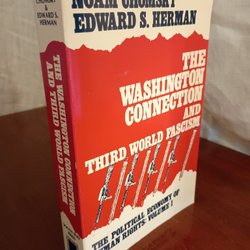 NOAM CHOMSKY
EDWARD S. HERMAN
THE
WASHINGTON
CONNECTION
AND
THIRD WORLD FASCISM
THE POLITICAL ECONOMY OF
HUMAN RIGHTS: VOLUME I
CHOMSKY
& EDWARD S.
HERMAN
THE WASHINGTON CONNECTION
AND THIRD WORLD FASCISM